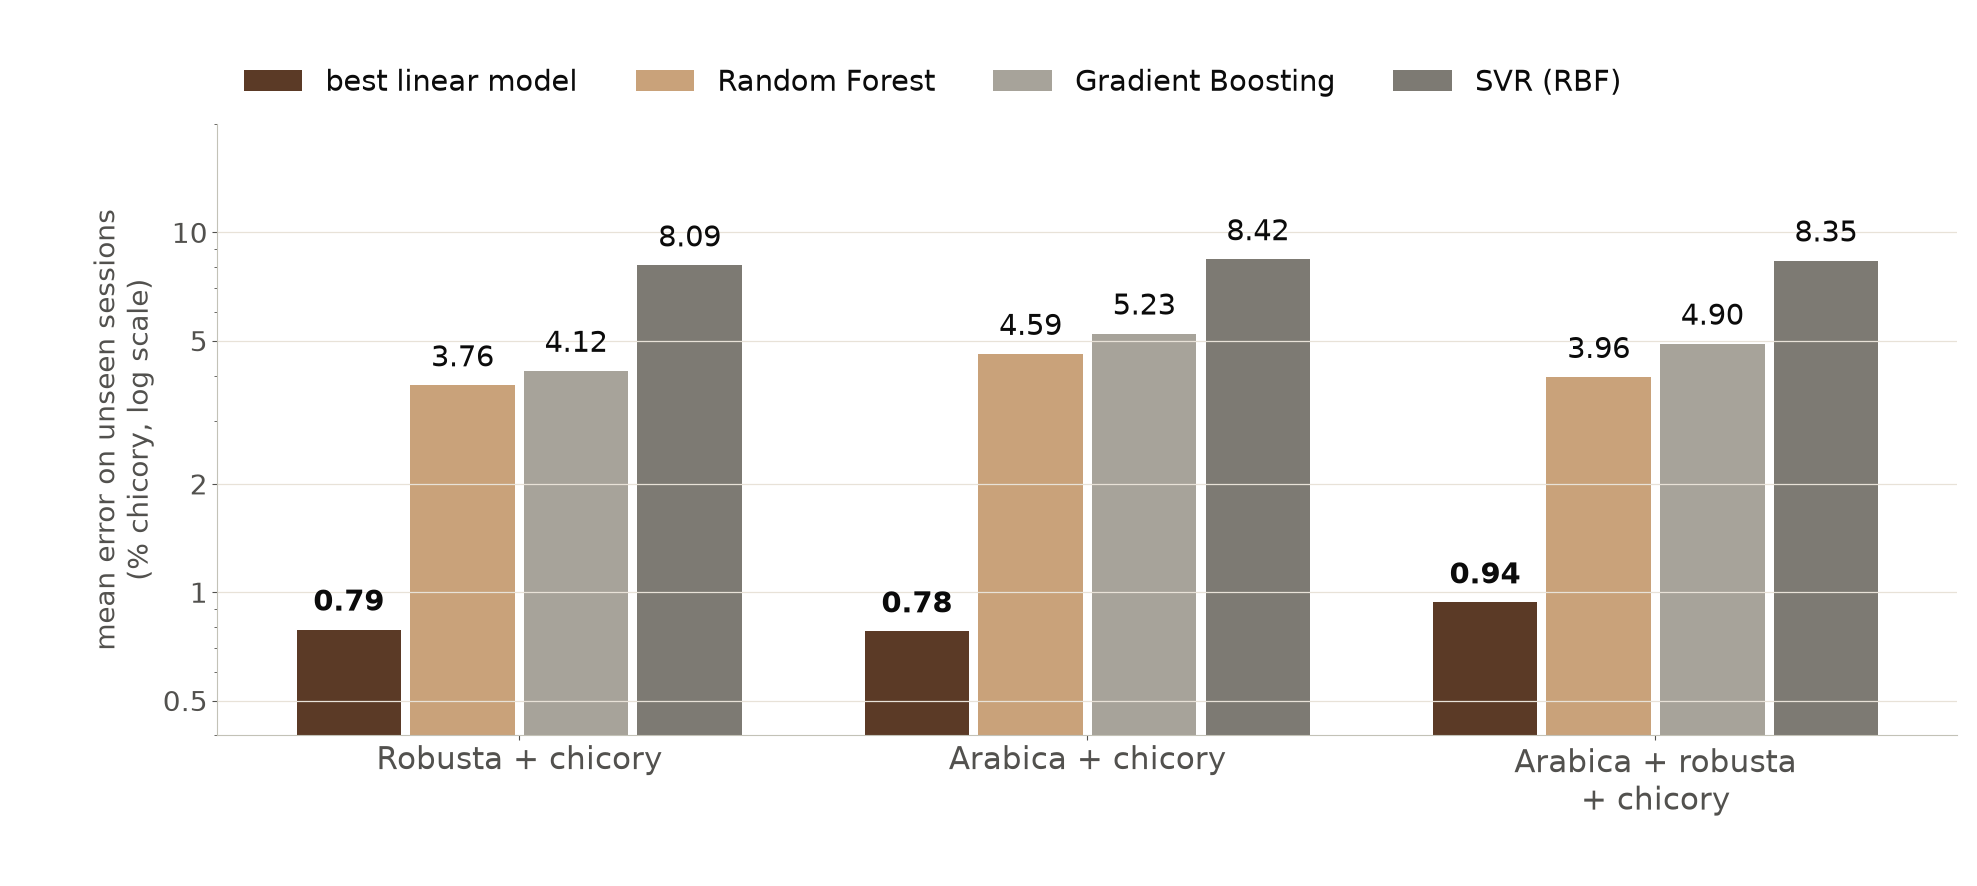 best linear model
Random Forest
Gradient Boosting
SVR (RBF)
mean error on unseen sessions
(% chicory, log scale)
10
5
2
1
0.5
0.79
3.76
4.12
8.09
0.78
4.59
5.23
8.42
0.94
3.96
4.90
8.35
Robusta + chicory
Arabica + chicory
Arabica + robusta
+ chicory